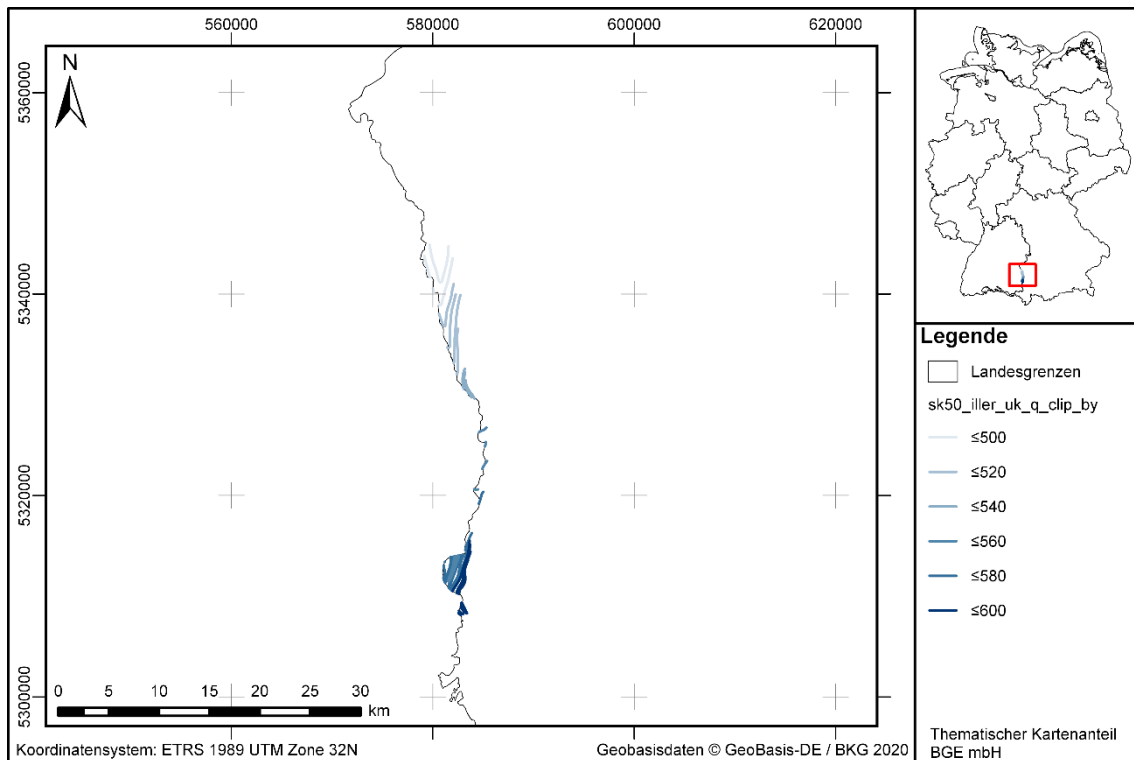 560000
580000
600000
620000
N
5360000
5340000
5320000
5300000
0
5
10
15
20
25
30
km
Koordinatensystem: ETRS 1989 UTM Zone 32N
Geobasisdaten © GeoBasis-DE / BKG 2020
Legende
Landesgrenzen
sk50_iller_uk_q_clip_by
≤500
≤520
≤540
≤560
≤580
≤600
Thematischer Kartenanteil
BGE mbH